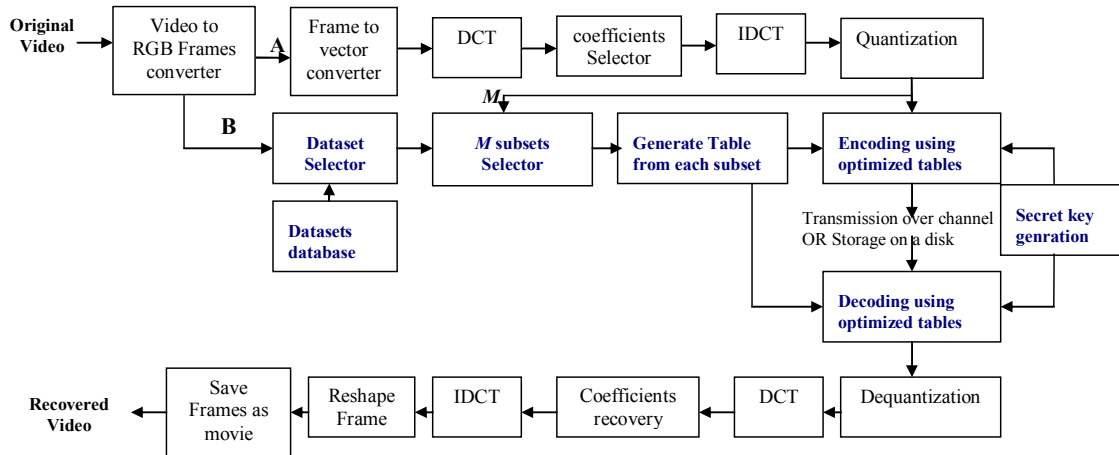 Original
Video
Video to
RGB Frames
converter
A
Frame to
vector
converter
DCT
coefficients
Selector
IDCT
Quantization
M
B
Dataset
Selector
M subsets
Selector
Generate Table
from each subset
Encoding using
optimized tables
Datasets
database
Transmission over channel
OR Storage on a disk
Secret key
genration
Decoding using
optimized tables
Recovered
Video
Save
Frames as
movie
Reshape
Frame
IDCT
Coefficients
recovery
DCT
Dequantization